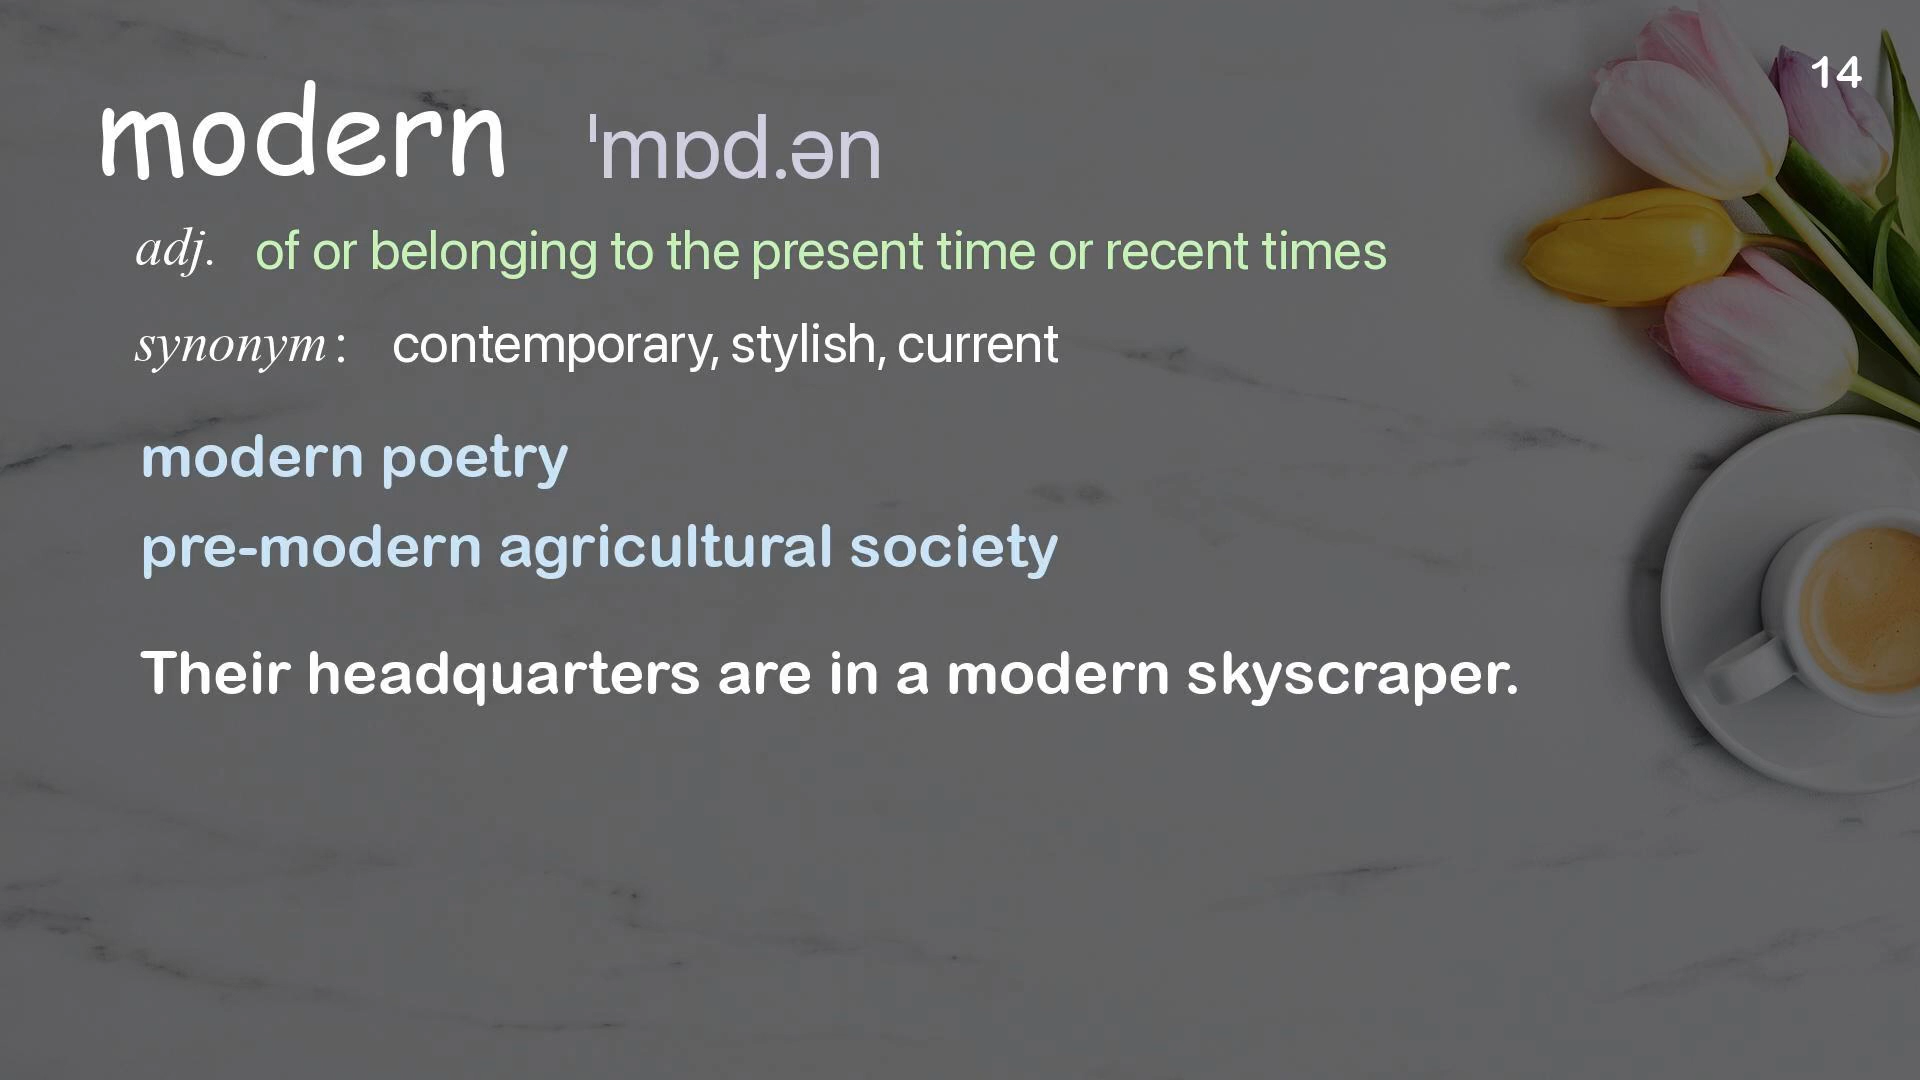 14
modern ˈmɒd.ən
adj. of or belonging to the present time or recent times
synonym: contemporary, stylish, current
modern poetry
pre-modern agricultural society
Their headquarters are in a modern skyscraper.